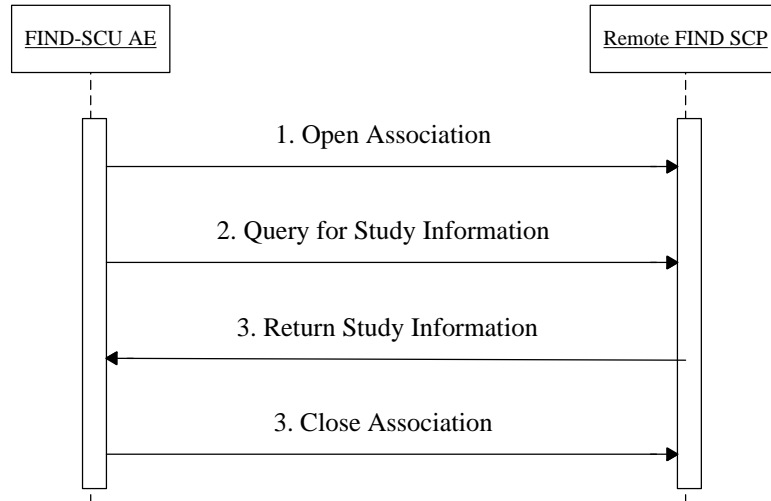 FIND-SCU AE
Remote FIND SCP
1. Open Association
2. Query for Study Information
3. Return Study Information
3. Close Association